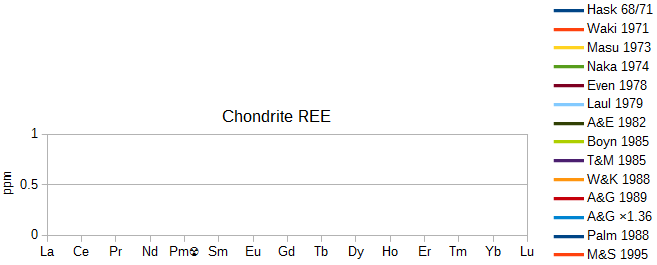 Chondrite REE
1
0.5
0
ppm
La Ce Pr Nd Pm☢ Sm Eu Gd Tb Dy Ho Er Tm Yb Lu
Hask 68/71
Waki 1971
Masu 1973
Naka 1974
Even 1978
Laul 1979
A&E 1982
Boyn 1985
T&M 1985
W&K 1988
A&G 1989
A&G ×1.36
Palm 1988
M&S 1995